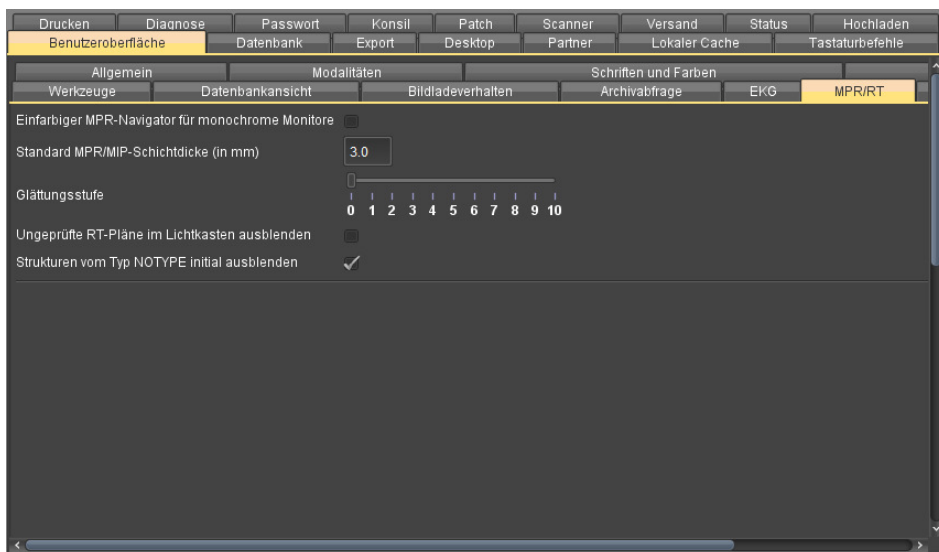 Drucken Diagnose Passwort Konsil Patch Scanner Versand Status Hochladen
Benutzeroberfläche Datenbank Export Desktop Partner Lokaler Cache Tastaturbefehle
Allgemein Modalitäten Schriften und Farben
Werkzeuge Datenbankansicht Bildladeverhalten Archivabfrage EKG MPR/RT
Einfarbiger MPR-Navigator für monochrome Monitore
Standard MPR/MIP-Schichtdicke (in mm) 3.0
Glättungsstufe
0 1 2 3 4 5 6 7 8 9 10
Ungeprüfte RT-Pläne im Lichtkasten ausblenden
Strukturen vom Typ NOTYPE initial ausblenden